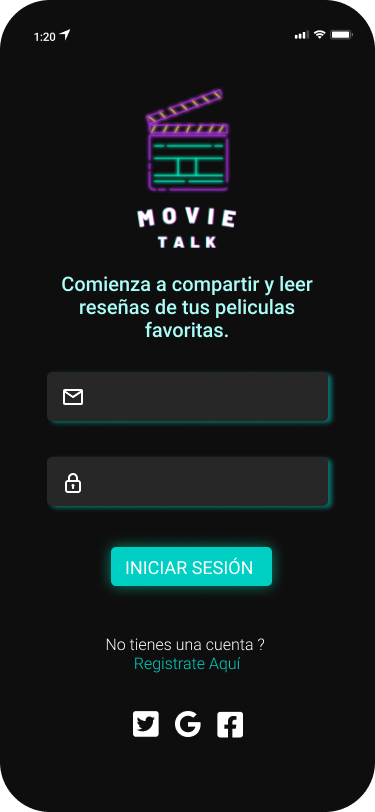 1:20
MOVIE
TALK
Comienza a compartir y leer
reseñas de tus peliculas
favoritas.
INICIAR SESIÓN
No tienes una cuenta ?
Registrate Aquí